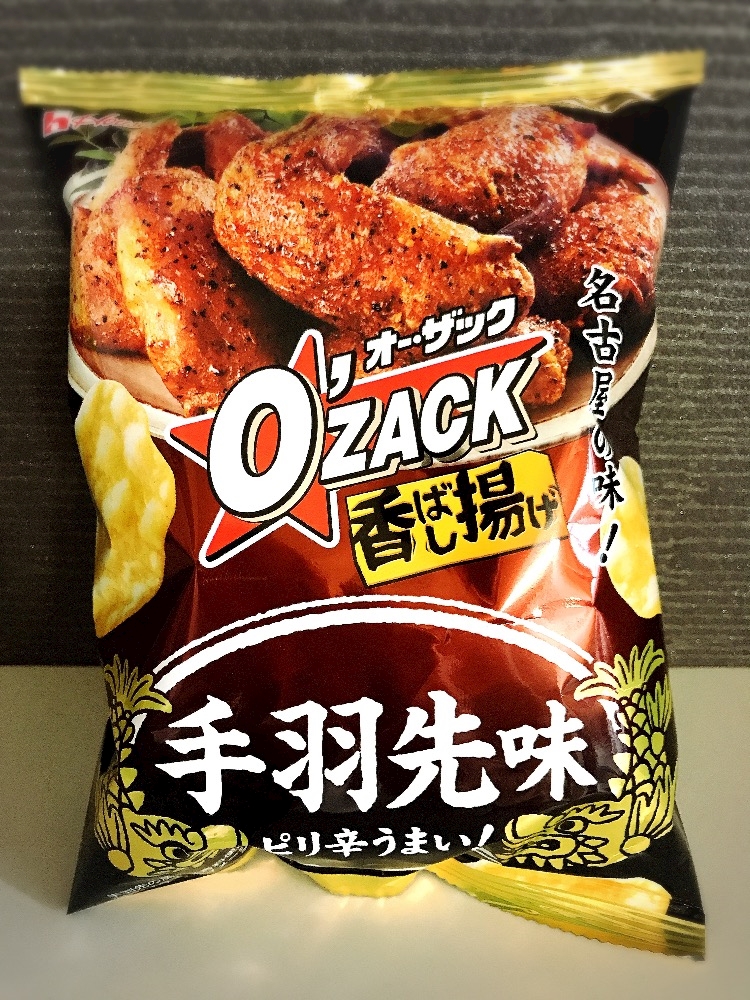 オー・ザック
O'ZACK
香ばし揚げ
名古屋の味!
手羽先味
ピリ辛うまい!